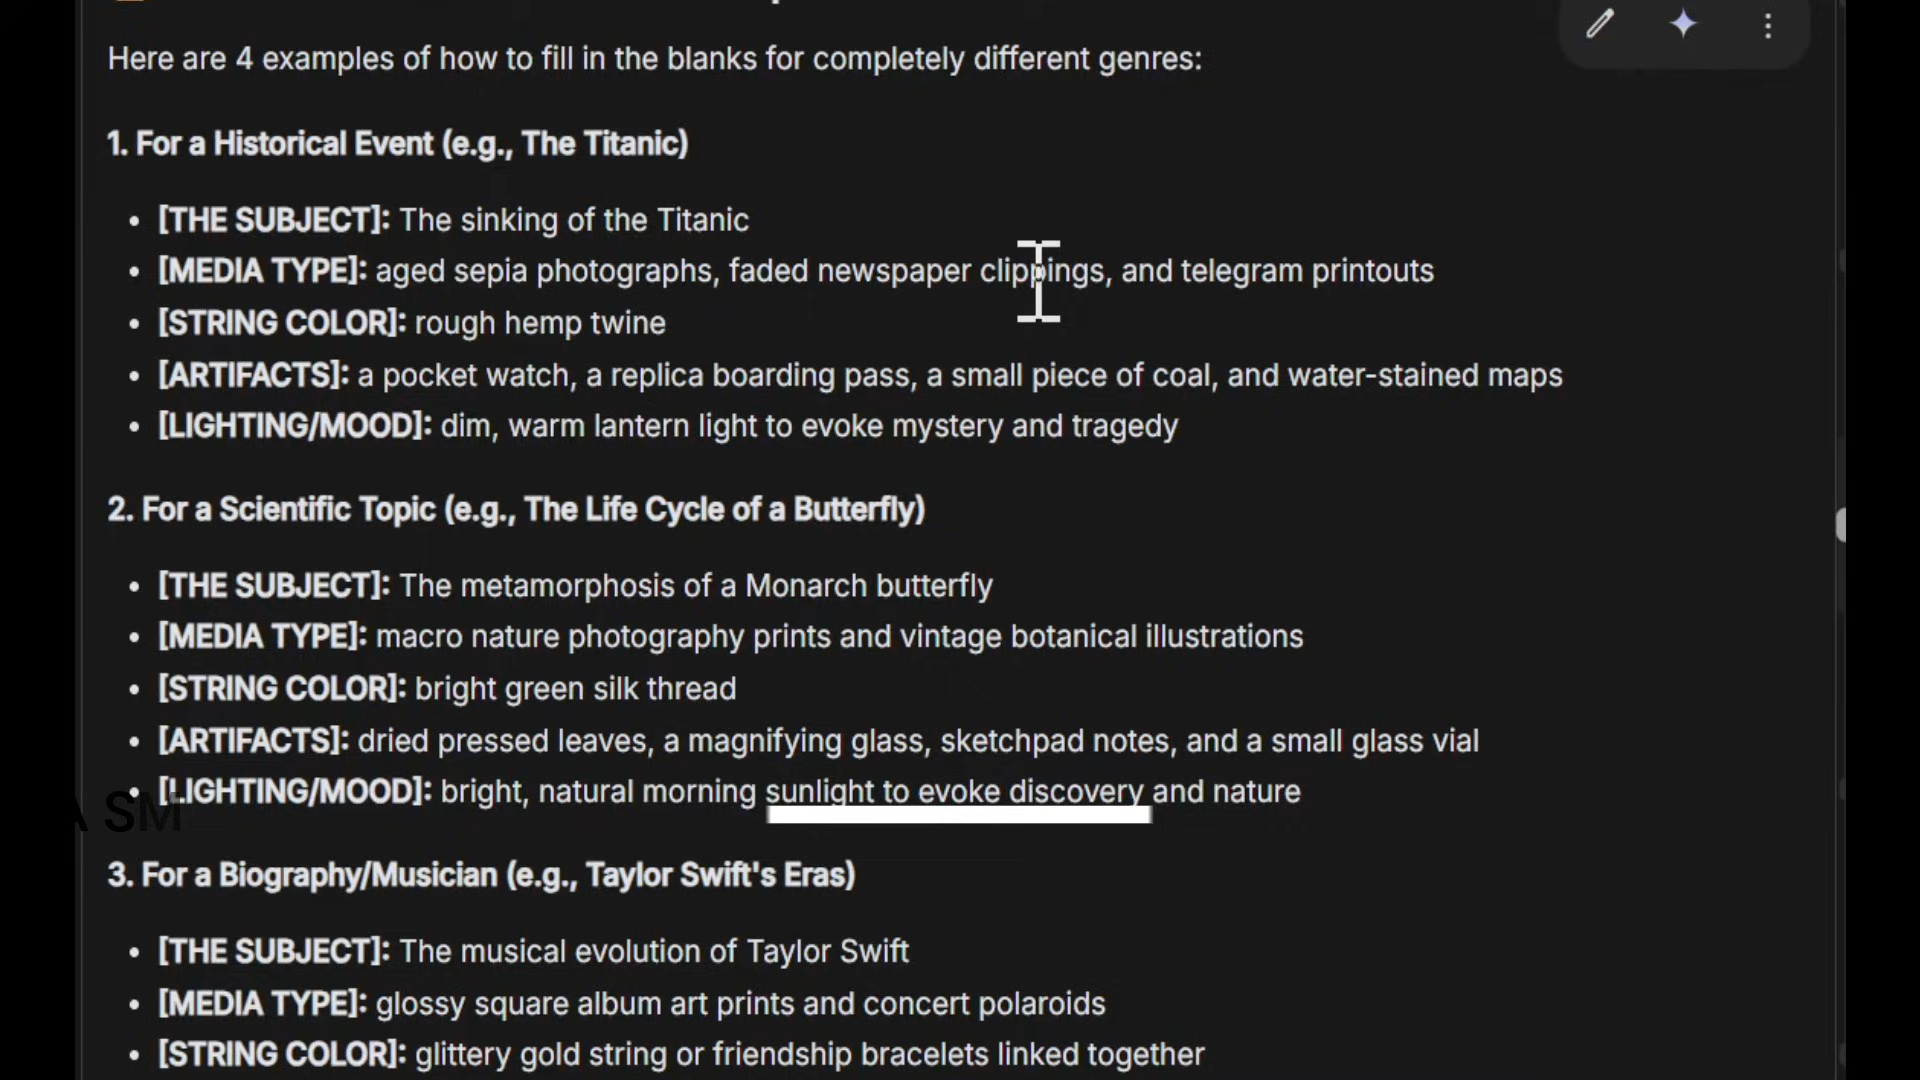 Here are 4 examples of how to fill in the blanks for completely different genres:
1. For a Historical Event (e.g., The Titanic)
• [THE SUBJECT]: The sinking of the Titanic
• [MEDIA TYPE]: aged sepia photographs, faded newspaper clippings, and telegram printouts
• [STRING COLOR]: rough hemp twine
• [ARTIFACTS]: a pocket watch, a replica boarding pass, a small piece of coal, and water-stained maps
• [LIGHTING/MOOD]: dim, warm lantern light to evoke mystery and tragedy
2. For a Scientific Topic (e.g., The Life Cycle of a Butterfly)
• [THE SUBJECT]: The metamorphosis of a Monarch butterfly
• [MEDIA TYPE]: macro nature photography prints and vintage botanical illustrations
• [STRING COLOR]: bright green silk thread
• [ARTIFACTS]: dried pressed leaves, a magnifying glass, sketchpad notes, and a small glass vial
• [LIGHTING/MOOD]: bright, natural morning sunlight to evoke discovery and nature
A SM
3. For a Biography/Musician (e.g., Taylor Swift's Eras)
• [THE SUBJECT]: The musical evolution of Taylor Swift
• [MEDIA TYPE]: glossy square album art prints and concert polaroids
• [STRING COLOR]: glittery gold string or friendship bracelets linked together